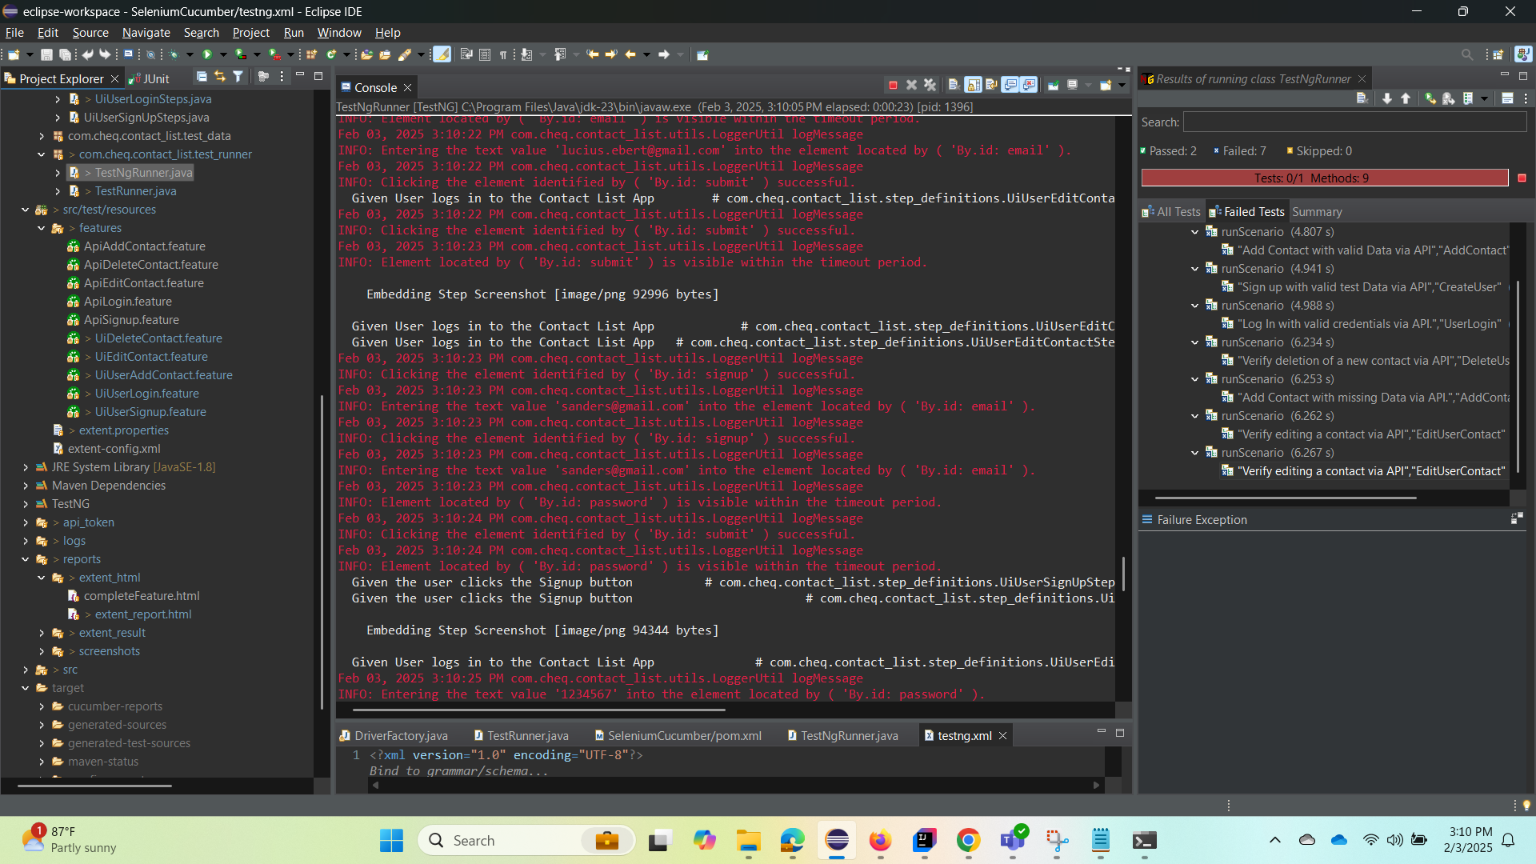 eclipse-workspace - SeleniumCucumber/testng.xml - Eclipse IDE
File Edit Source Navigate Search Project Run Window Help
Project Explorer
JUnit
UiUserLoginSteps.java
UiUserSignUpSteps.java
com.cheq.contact_list.test_data
com.cheq.contact_list.test_runner
TestNgRunner.java
TestRunner.java
src/test/resources
features
ApiAddContact.feature
ApiDeleteContact.feature
ApiEditContact.feature
ApiLogin.feature
ApiSignup.feature
UiDeleteContact.feature
UiEditContact.feature
UiUserAddContact.feature
UiUserLogin.feature
UiUserSignup.feature
extent.properties
extent-config.xml
JRE System Library [JavaSE-1.8]
Maven Dependencies
TestNG
api_token
logs
reports
extent_html
completeFeature.html
extent_report.html
extent_result
screenshots
src
target
cucumber-reports
generated-sources
generated-test-sources
maven-status
Console
TestNgRunner [TestNG] C:\Program Files\Java\jdk-23\bin\javaw.exe (Feb 3, 2025, 3:10:05 PM elapsed: 0:00:23) [pid: 1396]
INFO: Element located by ( 'By.id: email' ) is visible within the timeout period.
Feb 03, 2025 3:10:22 PM com.cheq.contact_list.utils.LoggerUtil logMessage
INFO: Entering the text value 'lucius.ebert@gmail.com' into the element located by ( 'By.id: email' ).
Feb 03, 2025 3:10:22 PM com.cheq.contact_list.utils.LoggerUtil logMessage
INFO: Clicking the element identified by ( 'By.id: submit' ) successful.
Given User logs in to the Contact List App # com.cheq.contact_list.step_definitions.UiUserEditConta
Feb 03, 2025 3:10:22 PM com.cheq.contact_list.utils.LoggerUtil logMessage
INFO: Clicking the element identified by ( 'By.id: submit' ) successful.
Feb 03, 2025 3:10:23 PM com.cheq.contact_list.utils.LoggerUtil logMessage
INFO: Element located by ( 'By.id: submit' ) is visible within the timeout period.
Embedding Step Screenshot [image/png 92996 bytes]
Given User logs in to the Contact List App # com.cheq.contact_list.step_definitions.UiUserEditC
Given User logs in to the Contact List App # com.cheq.contact_list.step_definitions.UiUserEditContactSte
Feb 03, 2025 3:10:23 PM com.cheq.contact_list.utils.LoggerUtil logMessage
INFO: Clicking the element identified by ( 'By.id: signup' ) successful.
Feb 03, 2025 3:10:23 PM com.cheq.contact_list.utils.LoggerUtil logMessage
INFO: Entering the text value 'sanders@gmail.com' into the element located by ( 'By.id: email' ).
Feb 03, 2025 3:10:23 PM com.cheq.contact_list.utils.LoggerUtil logMessage
INFO: Clicking the element identified by ( 'By.id: signup' ) successful.
Feb 03, 2025 3:10:23 PM com.cheq.contact_list.utils.LoggerUtil logMessage
INFO: Entering the text value 'sanders@gmail.com' into the element located by ( 'By.id: email' ).
Feb 03, 2025 3:10:23 PM com.cheq.contact_list.utils.LoggerUtil logMessage
INFO: Element located by ( 'By.id: password' ) is visible within the timeout period.
Feb 03, 2025 3:10:24 PM com.cheq.contact_list.utils.LoggerUtil logMessage
INFO: Clicking the element identified by ( 'By.id: submit' ) successful.
Feb 03, 2025 3:10:24 PM com.cheq.contact_list.utils.LoggerUtil logMessage
INFO: Element located by ( 'By.id: password' ) is visible within the timeout period.
Given the user clicks the Signup button # com.cheq.contact_list.step_definitions.UiUserSignUpStep
Given the user clicks the Signup button # com.cheq.contact_list.step_definitions.Ui
Embedding Step Screenshot [image/png 94344 bytes]
Given User logs in to the Contact List App # com.cheq.contact_list.step_definitions.UiUserEdi
Feb 03, 2025 3:10:25 PM com.cheq.contact_list.utils.LoggerUtil logMessage
INFO: Entering the text value '1234567' into the element located by ( 'By.id: password' ).
DriverFactory.java TestRunner.java SeleniumCucumber/pom.xml TestNgRunner.java testng.xml
1 <?xml version="1.0" encoding="UTF-8"?>
Bind to grammar/schema...
Results of running class TestNgRunner
Search:
Passed: 2 Failed: 7 Skipped: 0
Tests: 0/1 Methods: 9
All Tests Failed Tests Summary
runScenario (4.807 s)
"Add Contact with valid Data via API","AddContact"
runScenario (4.941 s)
"Sign up with valid test Data via API","CreateUser"
runScenario (4.988 s)
"Log In with valid credentials via API.","UserLogin"
runScenario (6.234 s)
"Verify deletion of a new contact via API","DeleteUs
runScenario (6.253 s)
"Add Contact with missing Data via API.","AddConta
runScenario (6.262 s)
"Verify editing a contact via API","EditUserContact"
runScenario (6.267 s)
"Verify editing a contact via API","EditUserContact"
Failure Exception
1
87°F
Partly sunny
Search
3:10 PM
2/3/2025